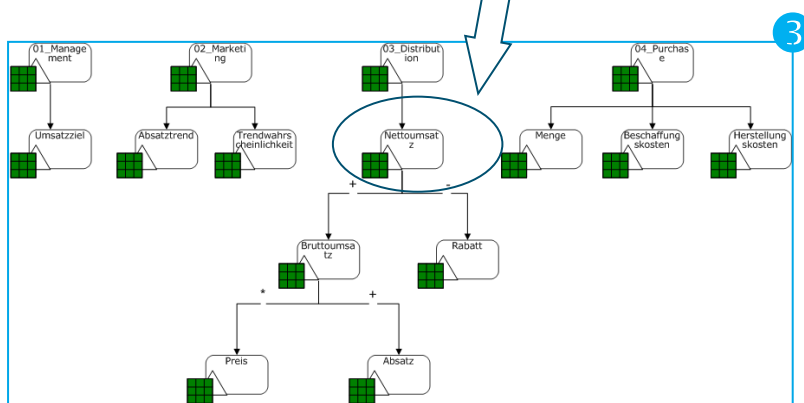 3
01_Manage
ment
02_Marketi
ng
03_Distribut
ion
04_Purchas
e
Umsatzziel
Absatztrend
Trendwahrs
cheinlichkeit
Nettoumsat
z
Menge
Beschaffung
skosten
Herstellung
skosten
+
-
Bruttoumsa
tz
Rabatt
*
+
Preis
Absatz